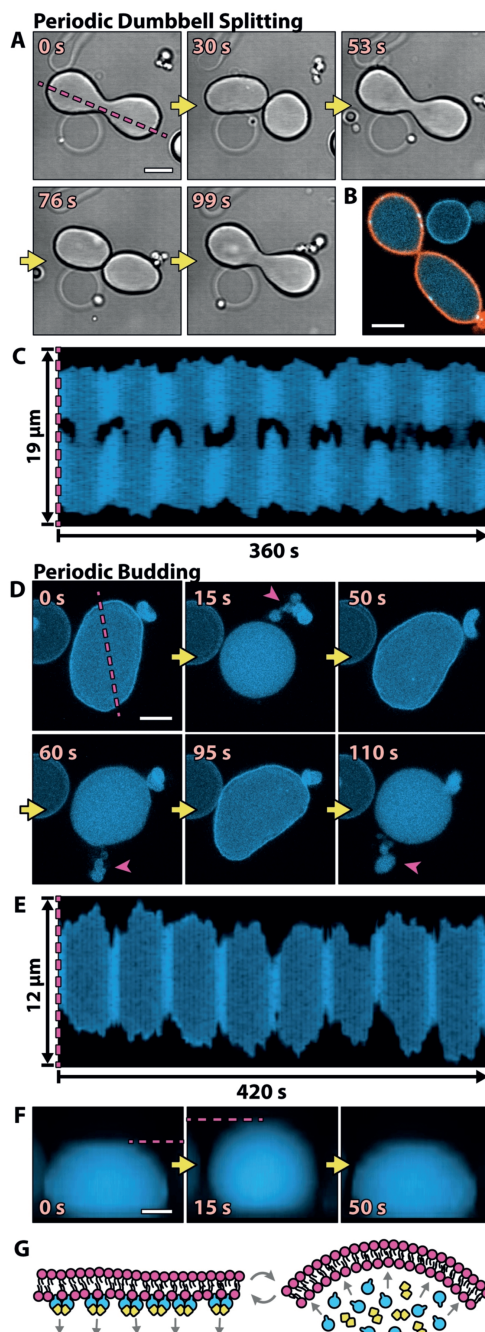 Periodic Dumbbell Splitting
A
0 s
30 s
53 s
76 s
99 s
B
C
19 µm
360 s
Periodic Budding
D
0 s
15 s
50 s
60 s
95 s
110 s
E
12 µm
420 s
F
0 s
15 s
50 s
G